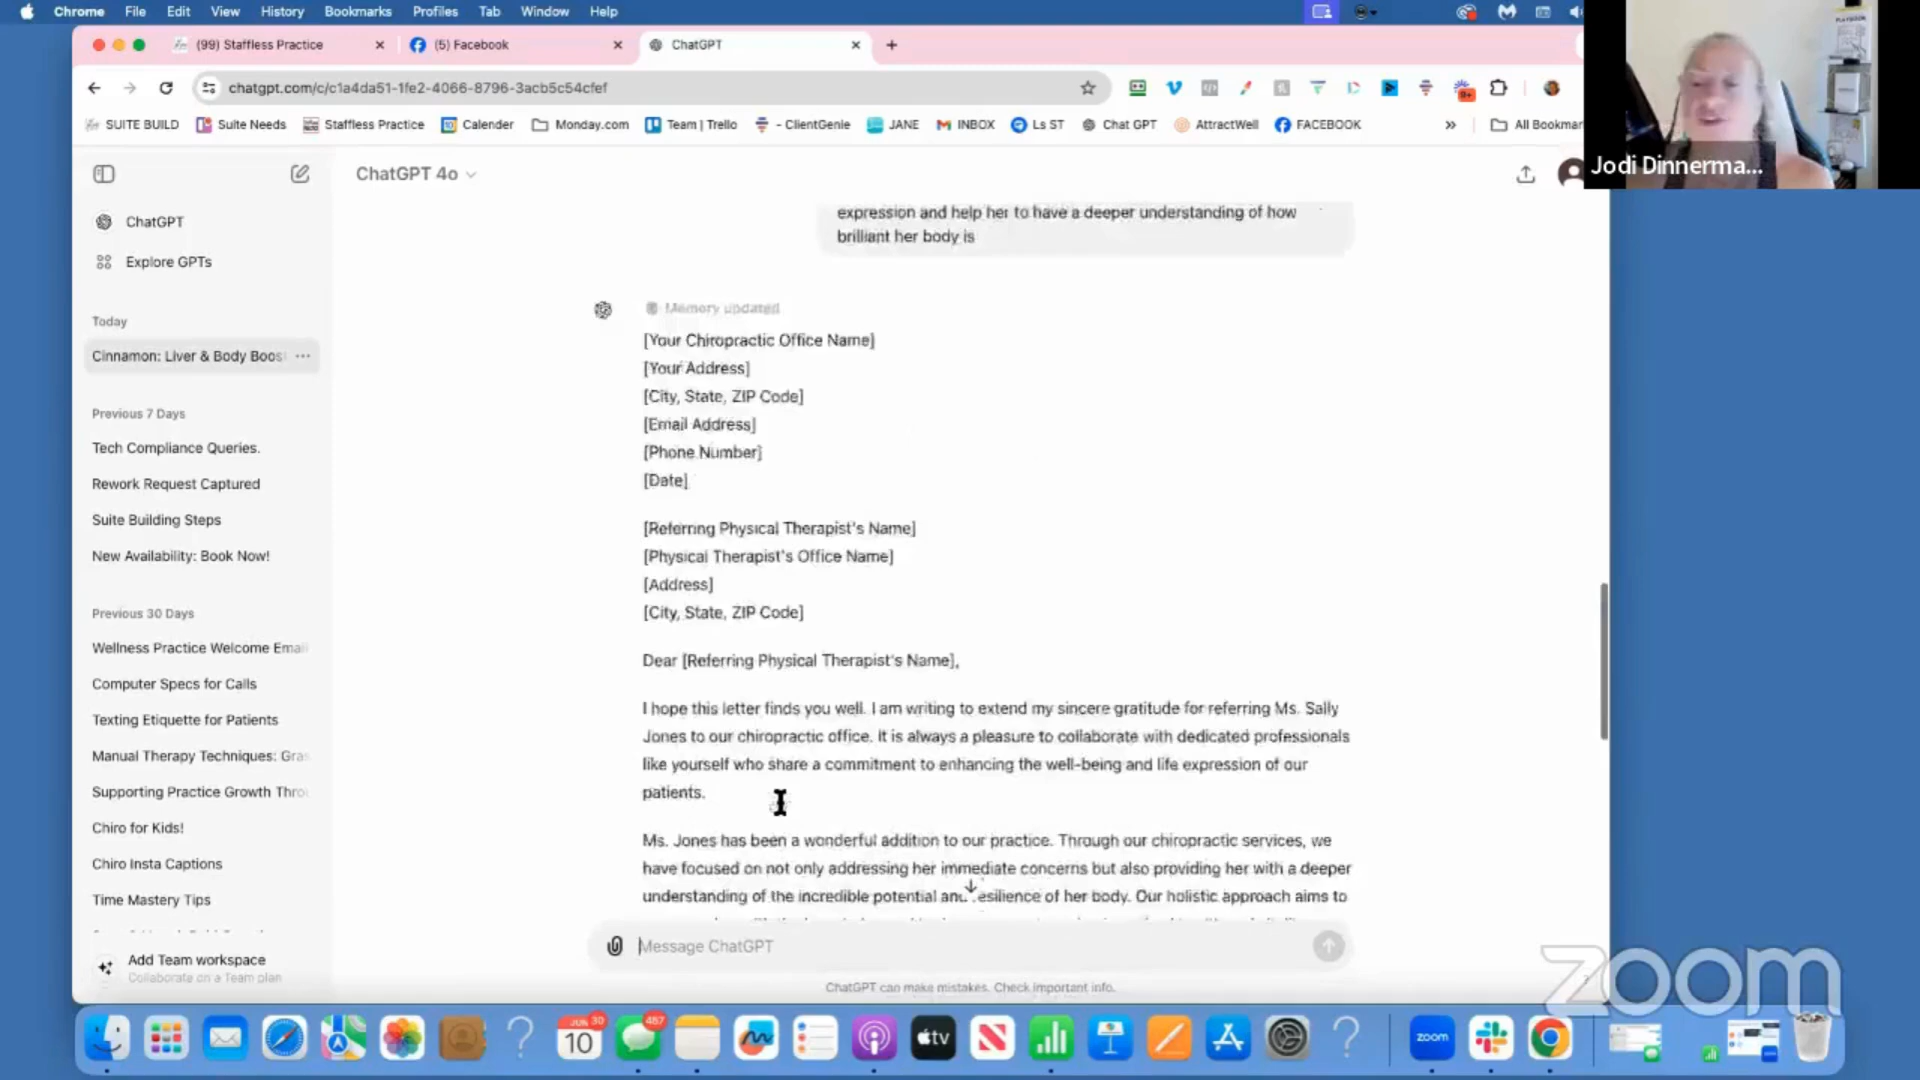 Chrome File Edit View History Bookmarks Profiles Tab Window Help
(99) Staffless Practice
(5) Facebook
ChatGPT
chatgpt.com/c/c1a4da51-1fe2-4066-8796-3acb5c54cfef
SUITE BUILD Suite Needs Staffless Practice Calender Monday.com Team | Trello - ClientGenie JANE INBOX Ls ST Chat GPT AttractWell FACEBOOK » All Bookmar
Jodi Dinnerma...
ChatGPT 4o
ChatGPT
Explore GPTs
Today
Cinnamon: Liver & Body Boos
Previous 7 Days
Tech Compliance Queries.
Rework Request Captured
Suite Building Steps
New Availability: Book Now!
Previous 30 Days
Wellness Practice Welcome Emai
Computer Specs for Calls
Texting Etiquette for Patients
Manual Therapy Techniques: Gras
Supporting Practice Growth Throu
Chiro for Kids!
Chiro Insta Captions
Time Mastery Tips
Add Team workspace
Collaborate on a Team plan
expression and help her to have a deeper understanding of how
brilliant her body is
Memory updated
[Your Chiropractic Office Name]
[Your Address]
[City, State, ZIP Code]
[Email Address]
[Phone Number]
[Date]
[Referring Physical Therapist's Name]
[Physical Therapist's Office Name]
[Address]
[City, State, ZIP Code]
Dear [Referring Physical Therapist's Name],
I hope this letter finds you well. I am writing to extend my sincere gratitude for referring Ms. Sally
Jones to our chiropractic office. It is always a pleasure to collaborate with dedicated professionals
like yourself who share a commitment to enhancing the well-being and life expression of our
patients.
Ms. Jones has been a wonderful addition to our practice. Through our chiropractic services, we
have focused on not only addressing her immediate concerns but also providing her with a deeper
understanding of the incredible potential and resilience of her body. Our holistic approach aims to
Message ChatGPT
ChatGPT can make mistakes. Check important info.
zoom
JUN 30
10
487
tv
zoom